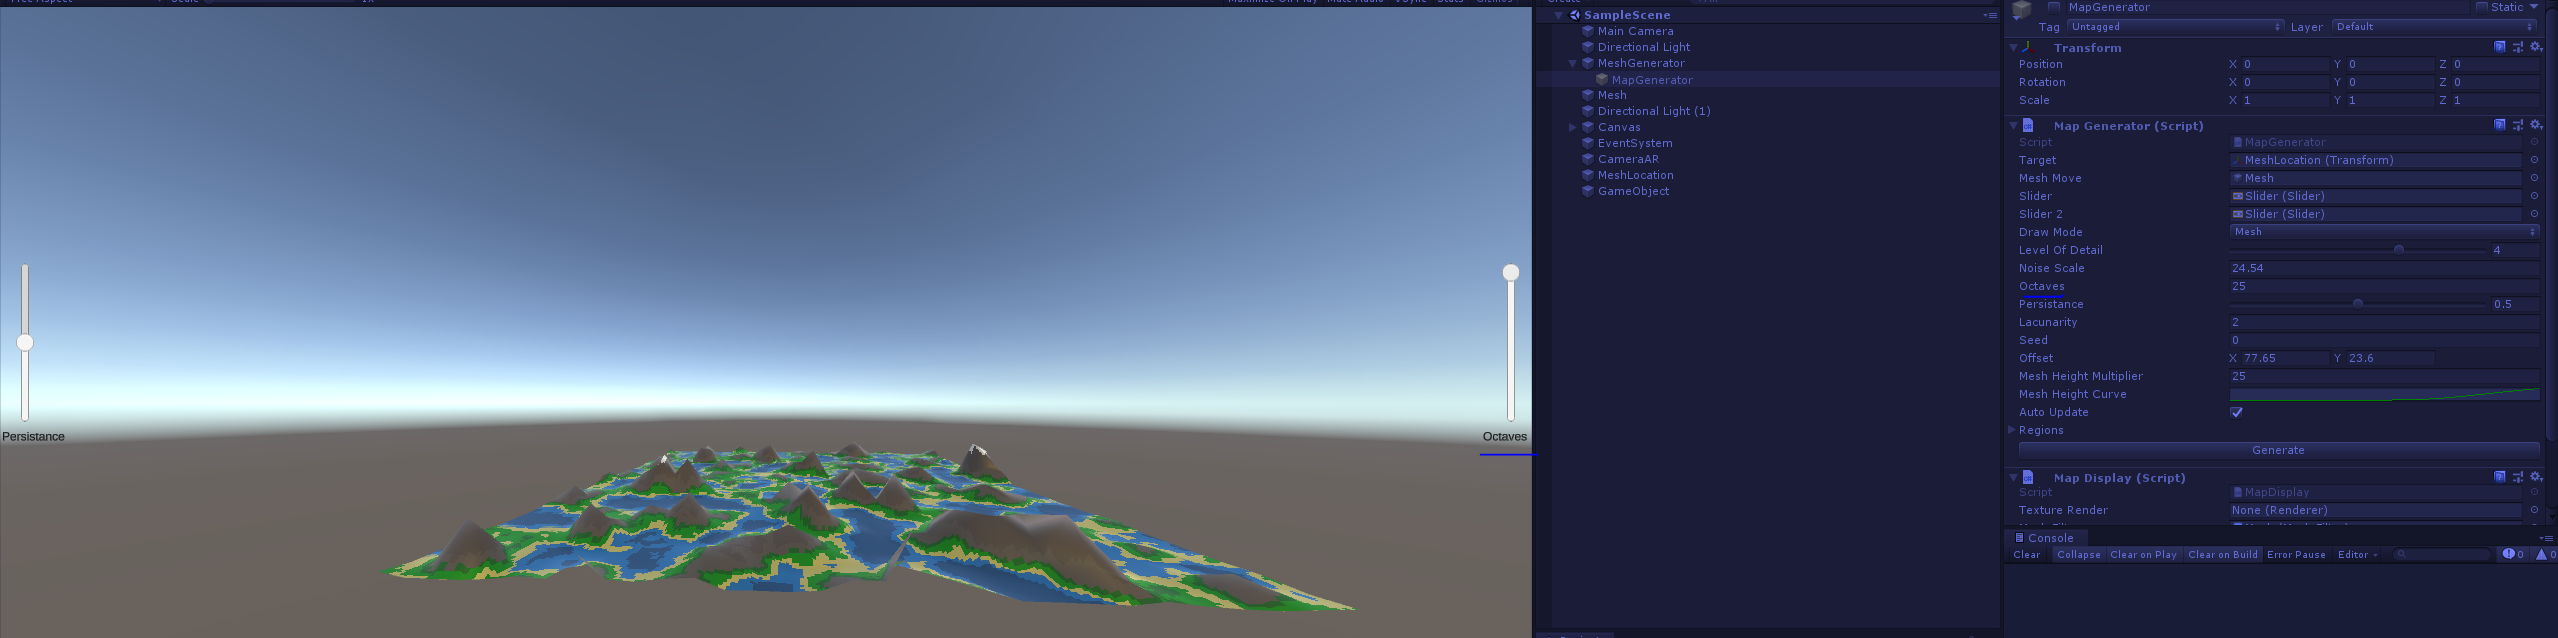 Persistance
Octaves
SampleScene
Main Camera
Directional Light
MeshGenerator
MapGenerator
Mesh
Directional Light (1)
Canvas
EventSystem
CameraAR
MeshLocation
GameObject
MapGenerator Static
Tag Untagged Layer Default
Transform
Position X 0 Y 0 Z 0
Rotation X 0 Y 0 Z 0
Scale X 1 Y 1 Z 1
Map Generator (Script)
Script MapGenerator
Target MeshLocation (Transform)
Mesh Move Mesh
Slider Slider (Slider)
Slider 2 Slider (Slider)
Draw Mode Mesh
Level Of Detail 4
Noise Scale 24.54
Octaves 25
Persistance 0.5
Lacunarity 2
Seed 0
Offset X 77.65 Y 23.6
Mesh Height Multiplier 25
Mesh Height Curve
Auto Update
Regions
Generate
Map Display (Script)
Script MapDisplay
Texture Render None (Renderer)
Console
Clear Collapse Clear on Play Clear on Build Error Pause Editor 0 0